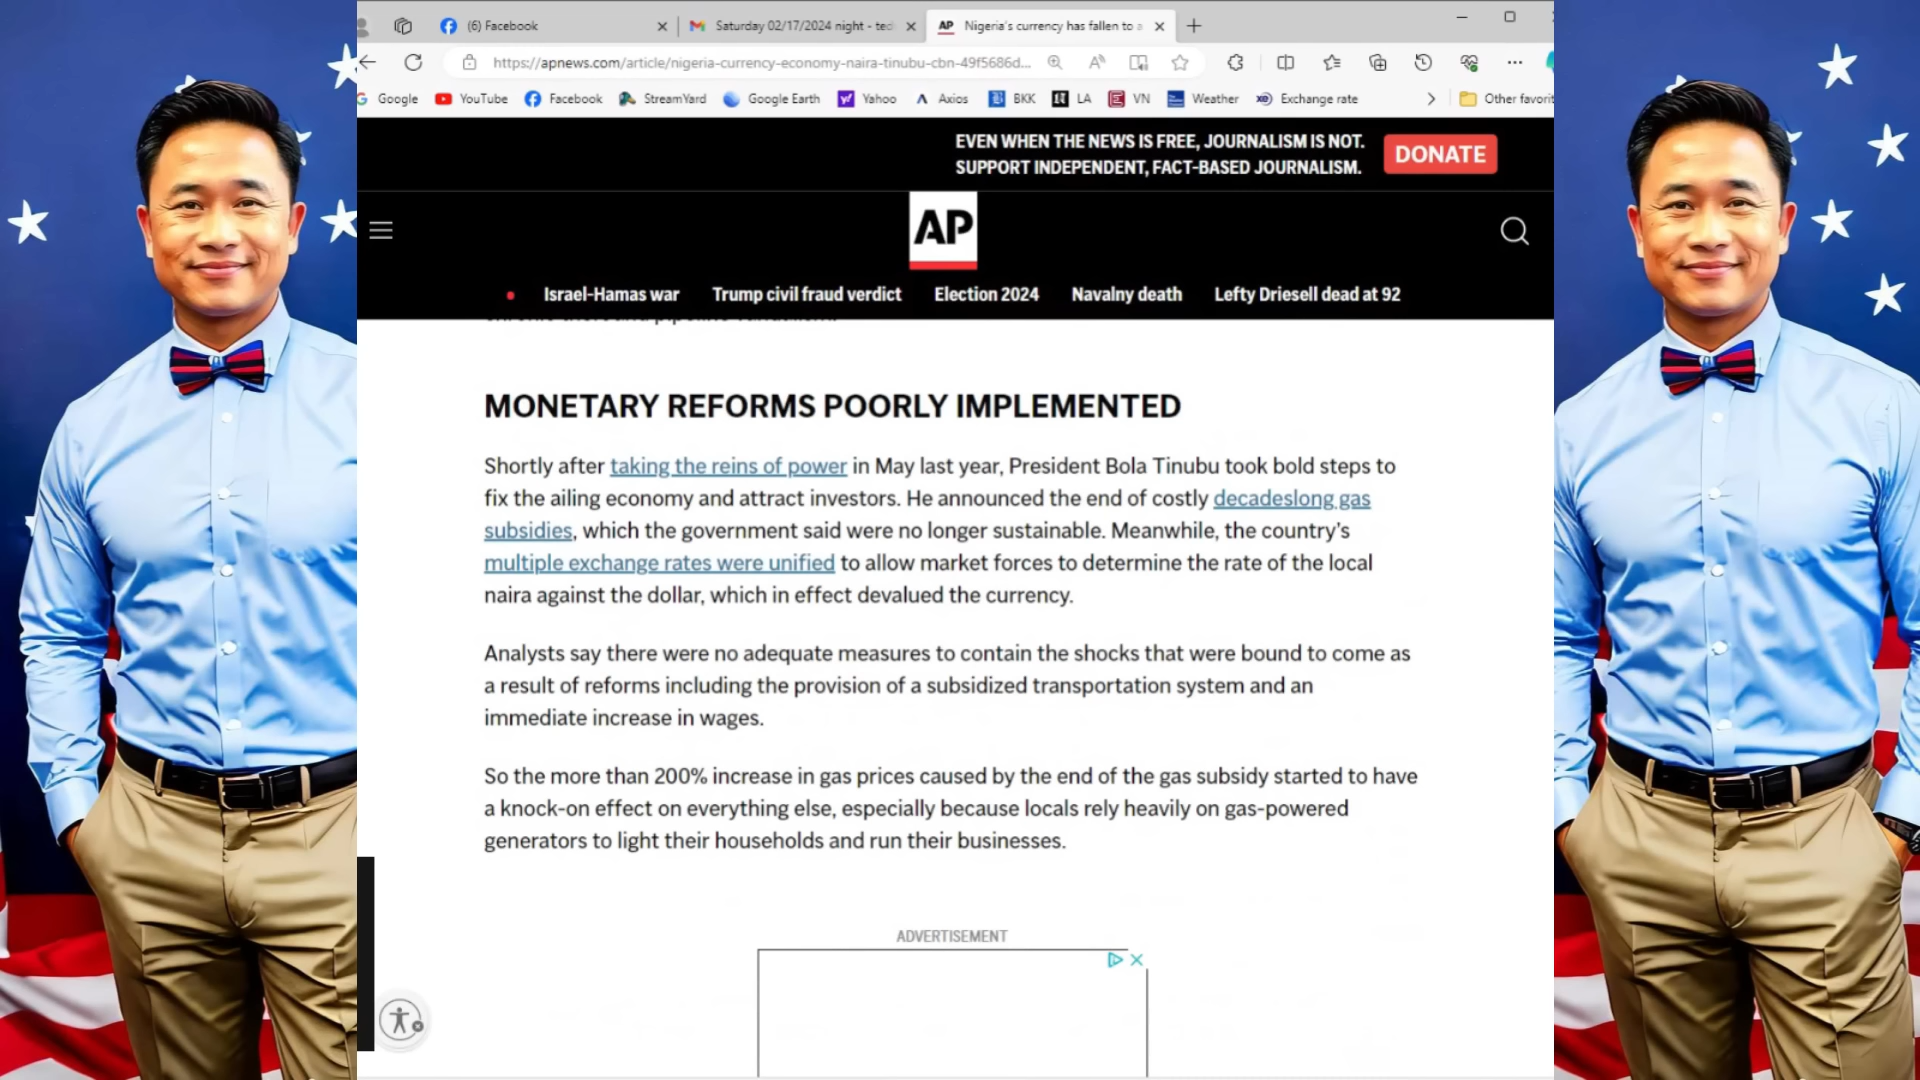 (6) Facebook
Saturday 02/17/2024 night - ted
AP Nigeria's currency has fallen to a
https://apnews.com/article/nigeria-currency-economy-naira-tinubu-cbn-49f5686d...
Google YouTube Facebook StreamYard Google Earth Yahoo Axios BKK LA VN Weather Exchange rate Other favorit
EVEN WHEN THE NEWS IS FREE, JOURNALISM IS NOT.
SUPPORT INDEPENDENT, FACT-BASED JOURNALISM.
DONATE
AP
Israel-Hamas war Trump civil fraud verdict Election 2024 Navalny death Lefty Driesell dead at 92
MONETARY REFORMS POORLY IMPLEMENTED
Shortly after taking the reins of power in May last year, President Bola Tinubu took bold steps to
fix the ailing economy and attract investors. He announced the end of costly decadeslong gas
subsidies, which the government said were no longer sustainable. Meanwhile, the country's
multiple exchange rates were unified to allow market forces to determine the rate of the local
naira against the dollar, which in effect devalued the currency.
Analysts say there were no adequate measures to contain the shocks that were bound to come as
a result of reforms including the provision of a subsidized transportation system and an
immediate increase in wages.
So the more than 200% increase in gas prices caused by the end of the gas subsidy started to have
a knock-on effect on everything else, especially because locals rely heavily on gas-powered
generators to light their households and run their businesses.
ADVERTISEMENT